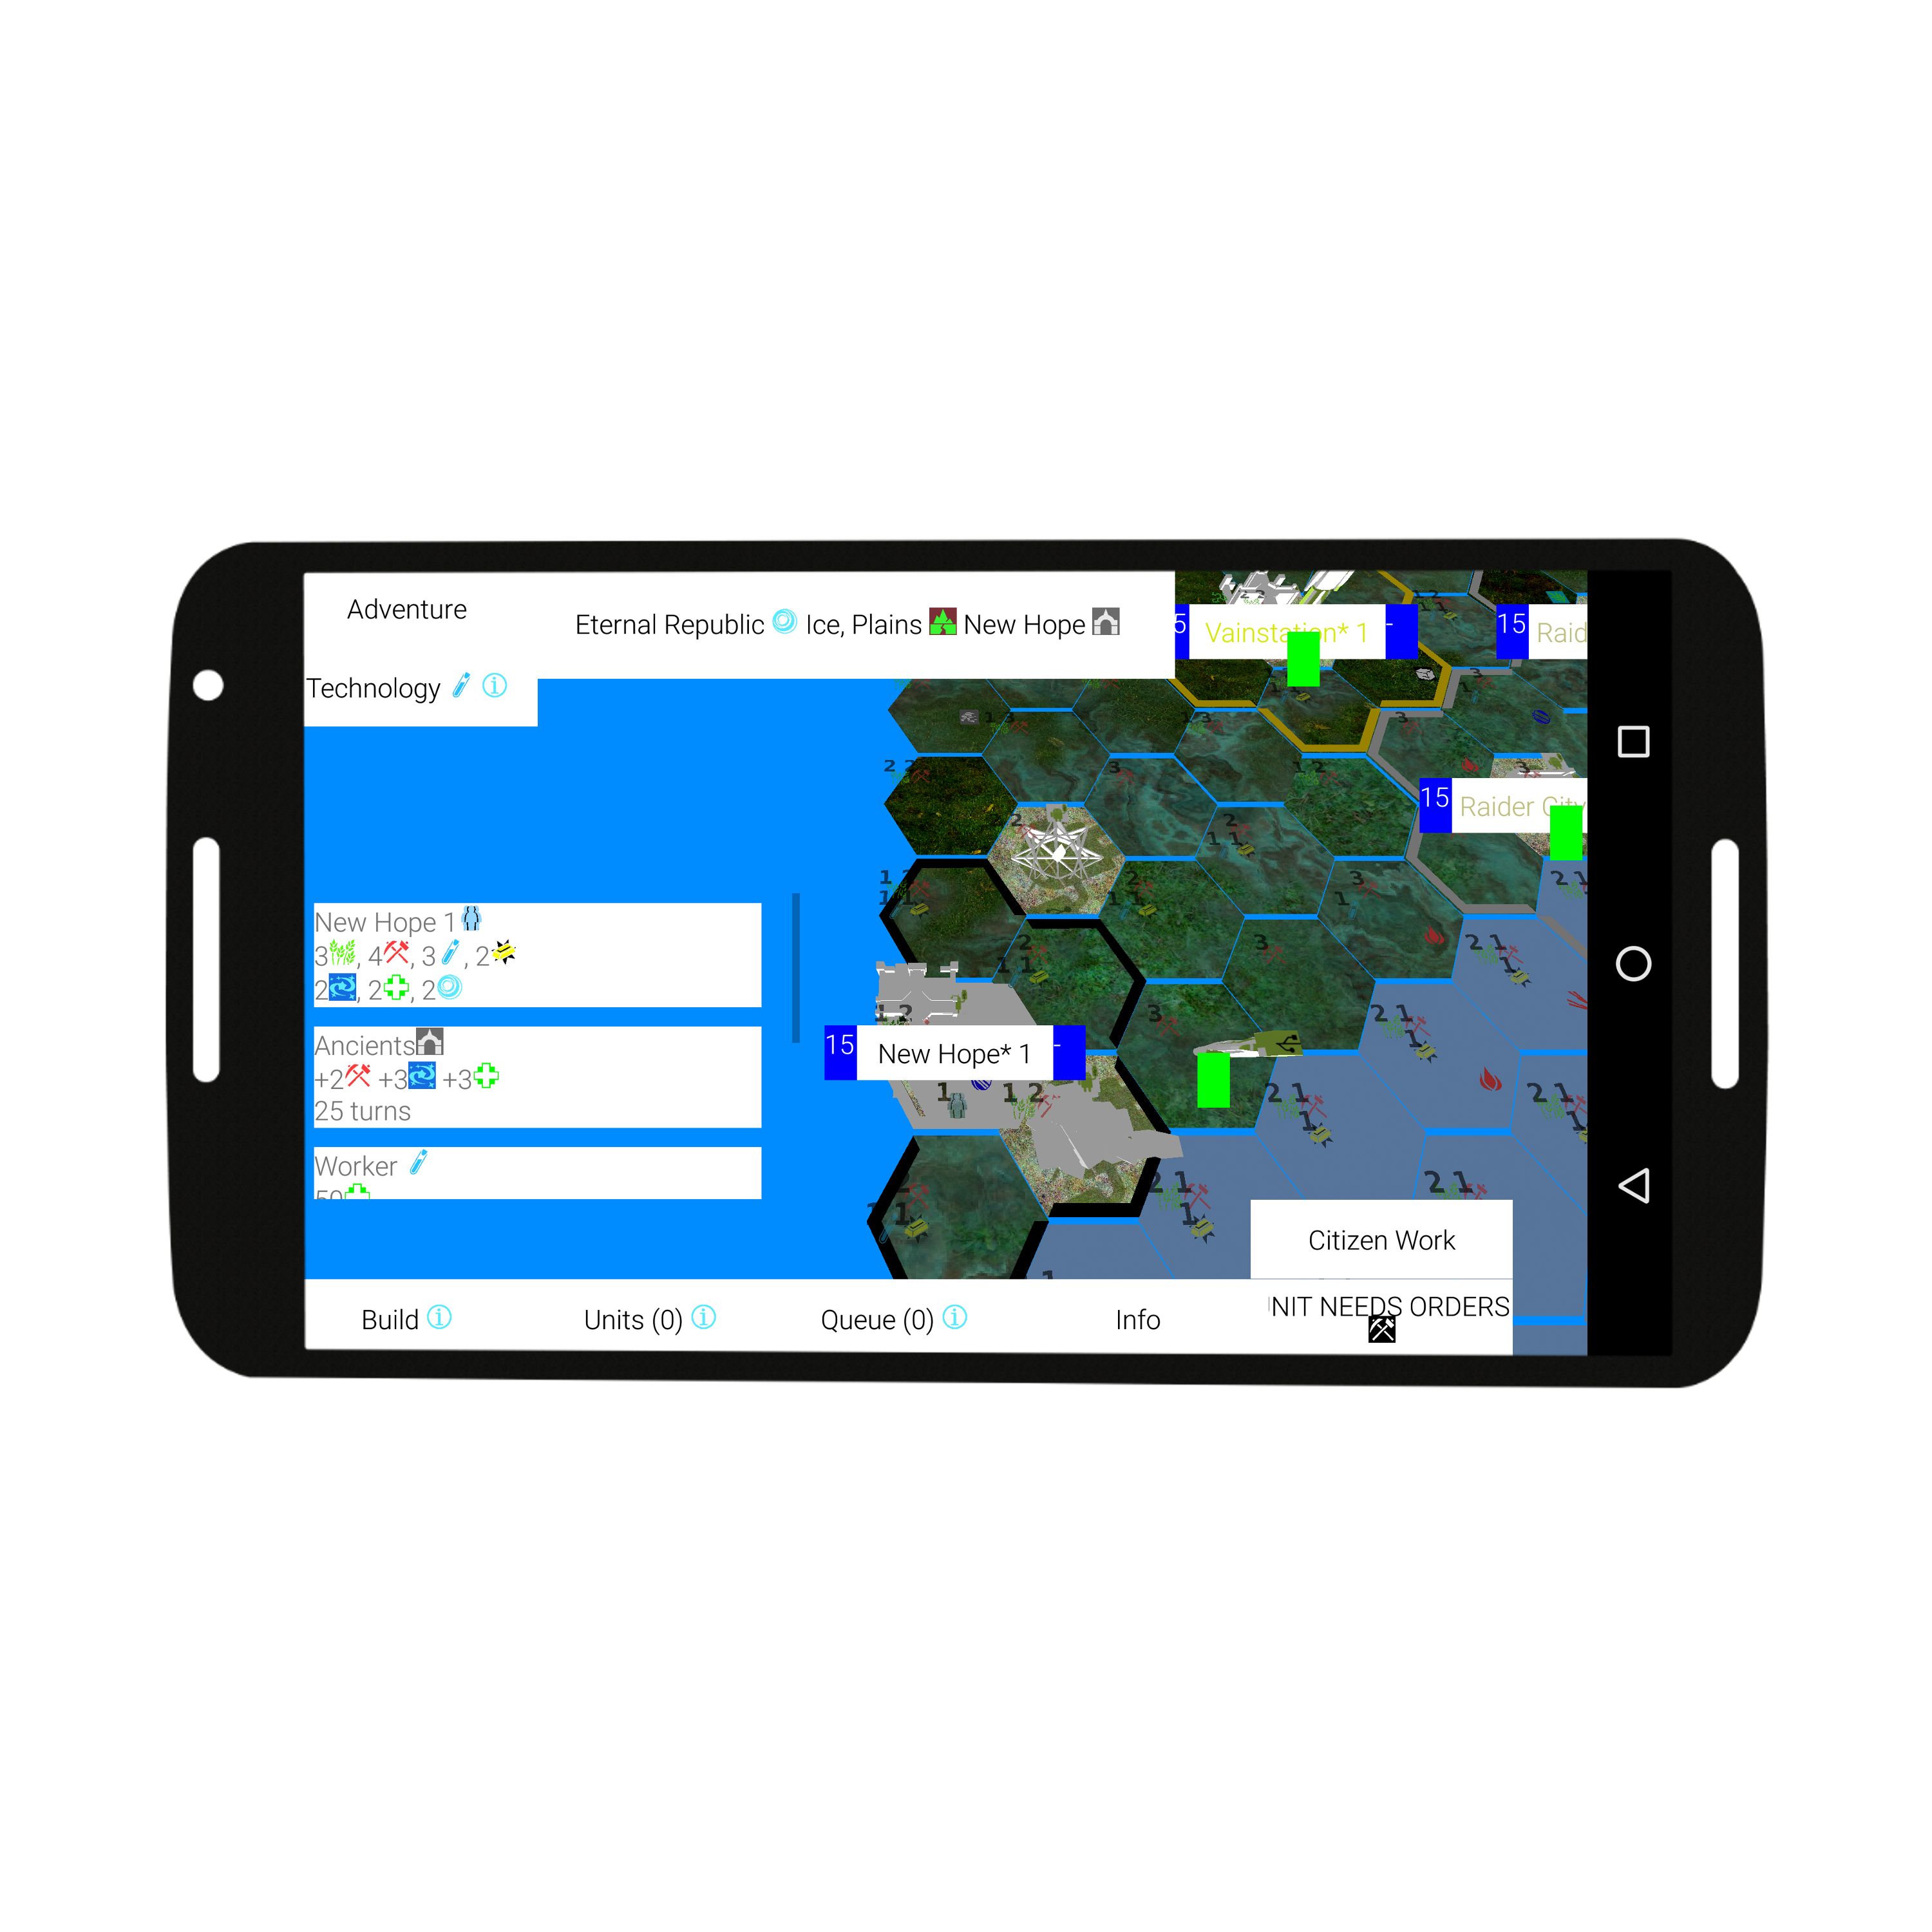 Adventure
Eternal Republic Ice, Plains New Hope
Technology
5 Vainstation* 1 -
15 Raid
15 Raider City
New Hope 1
3, 4, 3, 2
2, 2, 2
Ancients
+2 +3 +3
25 turns
Worker
50
15 New Hope* 1 -
Citizen Work
Build
Units (0)
Queue (0)
Info
NIT NEEDS ORDERS